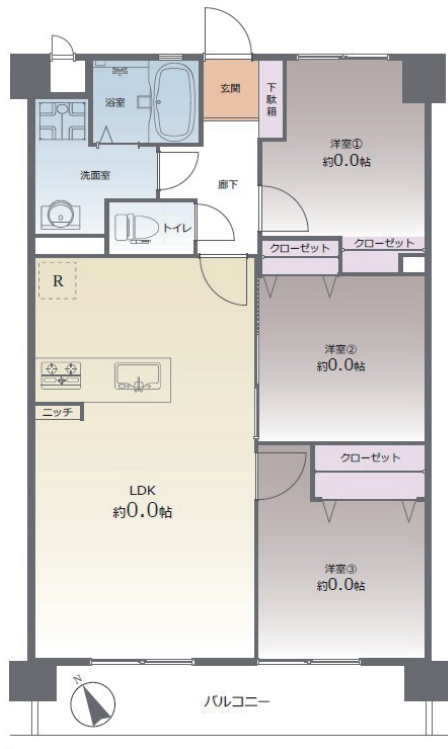 浴室
玄関
下駄箱
洋室①
約0.0帖
洗面室
廊下
トイレ
クローゼット
クローゼット
R
洋室②
約0.0帖
ニッチ
クローゼット
LDK
約0.0帖
洋室③
約0.0帖
N
バルコニー